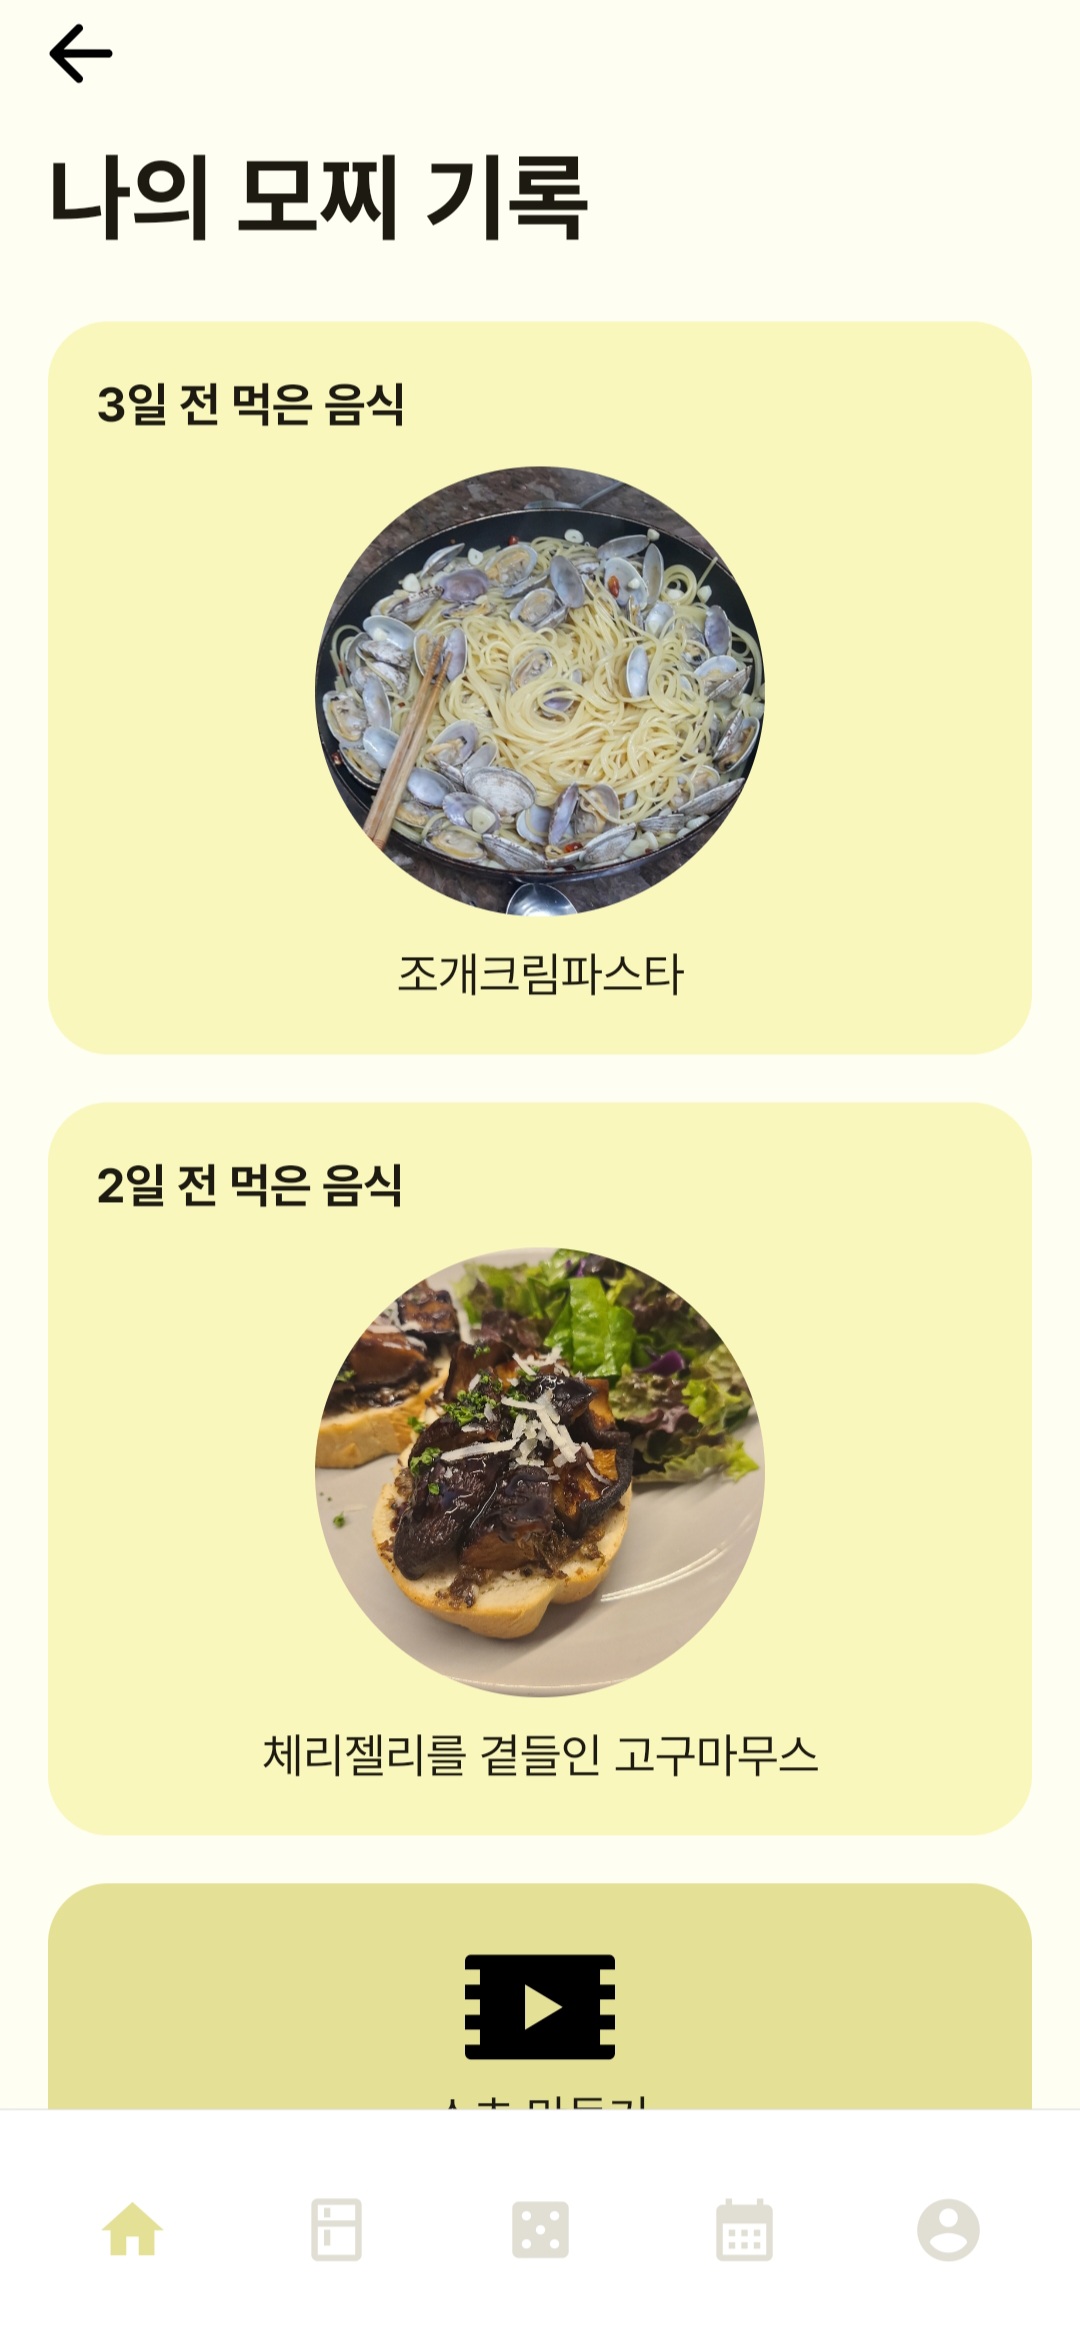 나의 모찌 기록
3일 전 먹은 음식
조개크림파스타
2일 전 먹은 음식
체리젤리를 곁들인 고구마무스